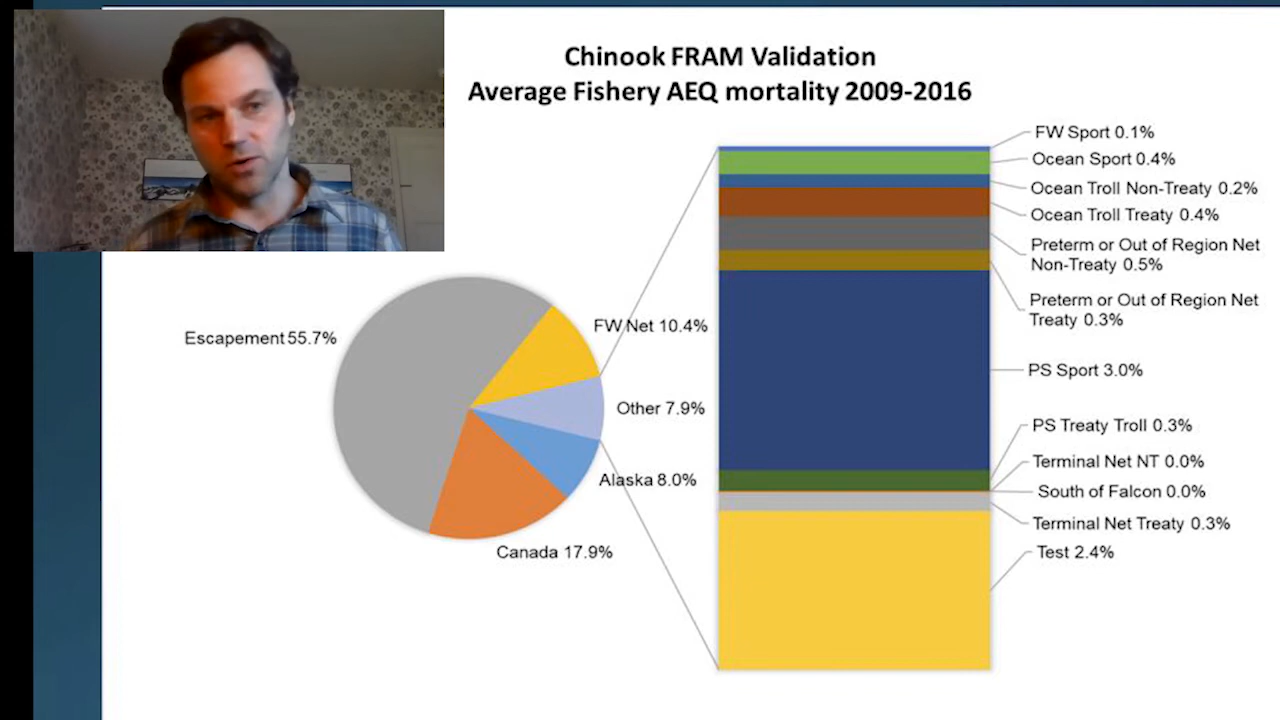 Chinook FRAM Validation
Average Fishery AEQ mortality 2009-2016
Escapement 55.7%
FW Net 10.4%
Other 7.9%
Alaska 8.0%
Canada 17.9%
FW Sport 0.1%
Ocean Sport 0.4%
Ocean Troll Non-Treaty 0.2%
Ocean Troll Treaty 0.4%
Preterm or Out of Region Net
Non-Treaty 0.5%
Preterm or Out of Region Net
Treaty 0.3%
PS Sport 3.0%
PS Treaty Troll 0.3%
Terminal Net NT 0.0%
South of Falcon 0.0%
Terminal Net Treaty 0.3%
Test 2.4%